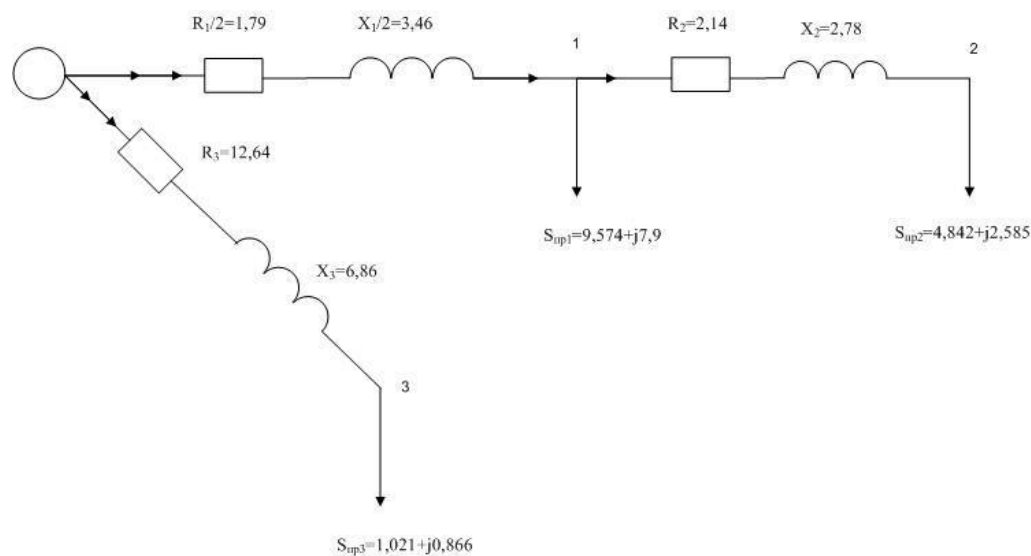 R₁/2=1,79
X₁/2=3,46
1
R₂=2,14
X₂=2,78
2
R₃=12,64
Sпр1=9,574+j7,9
Sпр2=4,842+j2,585
X₃=6,86
3
Sпр3=1,021+j0,866